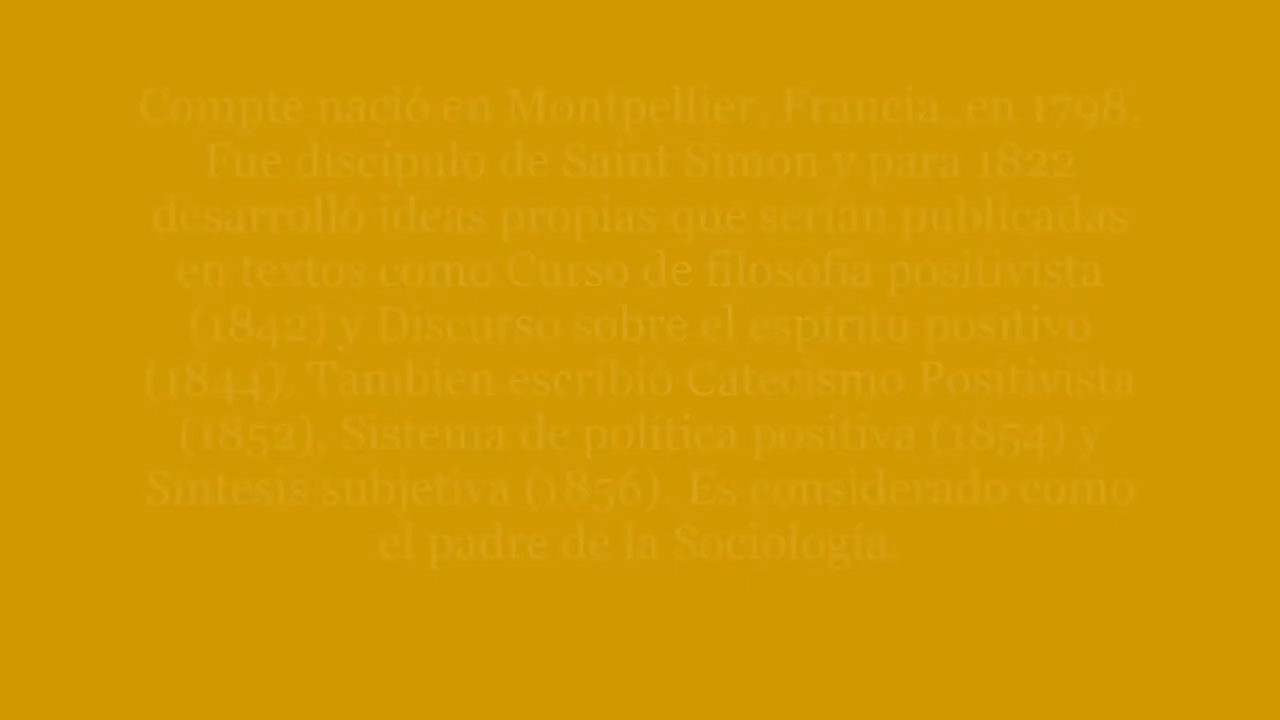 Compte nació en Montpellier, Francia, en 1798.
Fue discipulo de Saint Simon y para 1822
desarrolló ideas propias que serían publicadas
en textos como Curso de filosofía positivista
(1842) y Discurso sobre el espíritu positivo
(1844). Tambien escribió Catecismo Positivista
(1852), Sistema de política positiva (1854) y
Síntesis subjetiva (1856). Es considerado como
el padre de la Sociología.